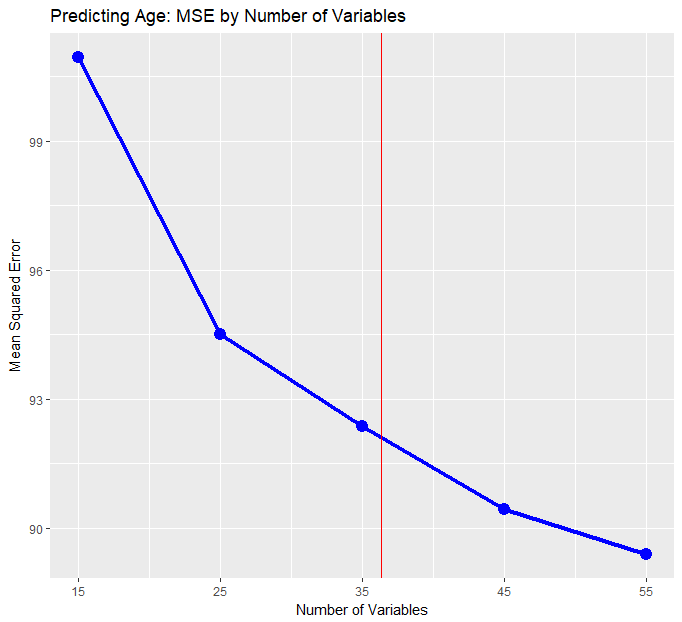 Predicting Age: MSE by Number of Variables
99
96
93
90
Mean Squared Error
15 25 35 45 55
Number of Variables